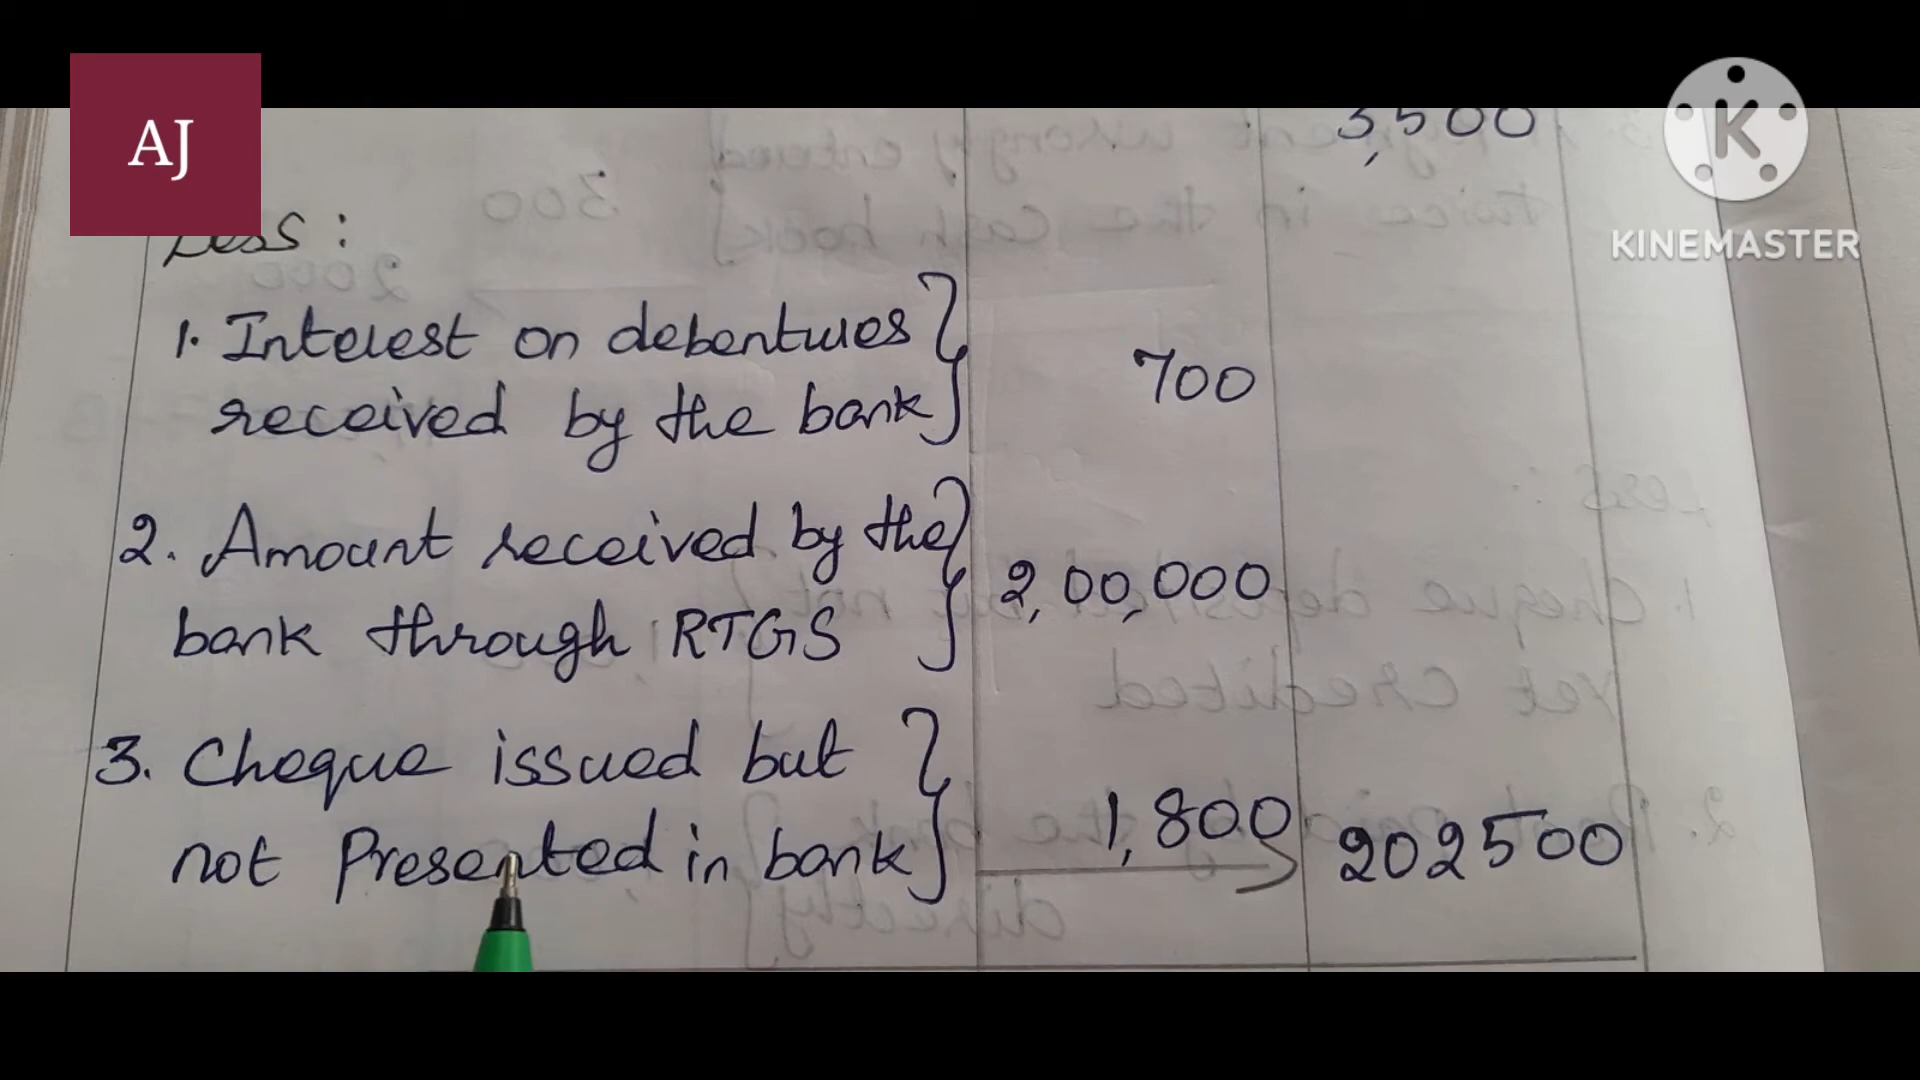 AJ
3,500
KINEMASTER
Less :
1. Interest on debentures
received by the bank
700
2. Amount received by the
bank through RTGS
2,00,000
3. Cheque issued but
not Presented in bank
1,800
202500